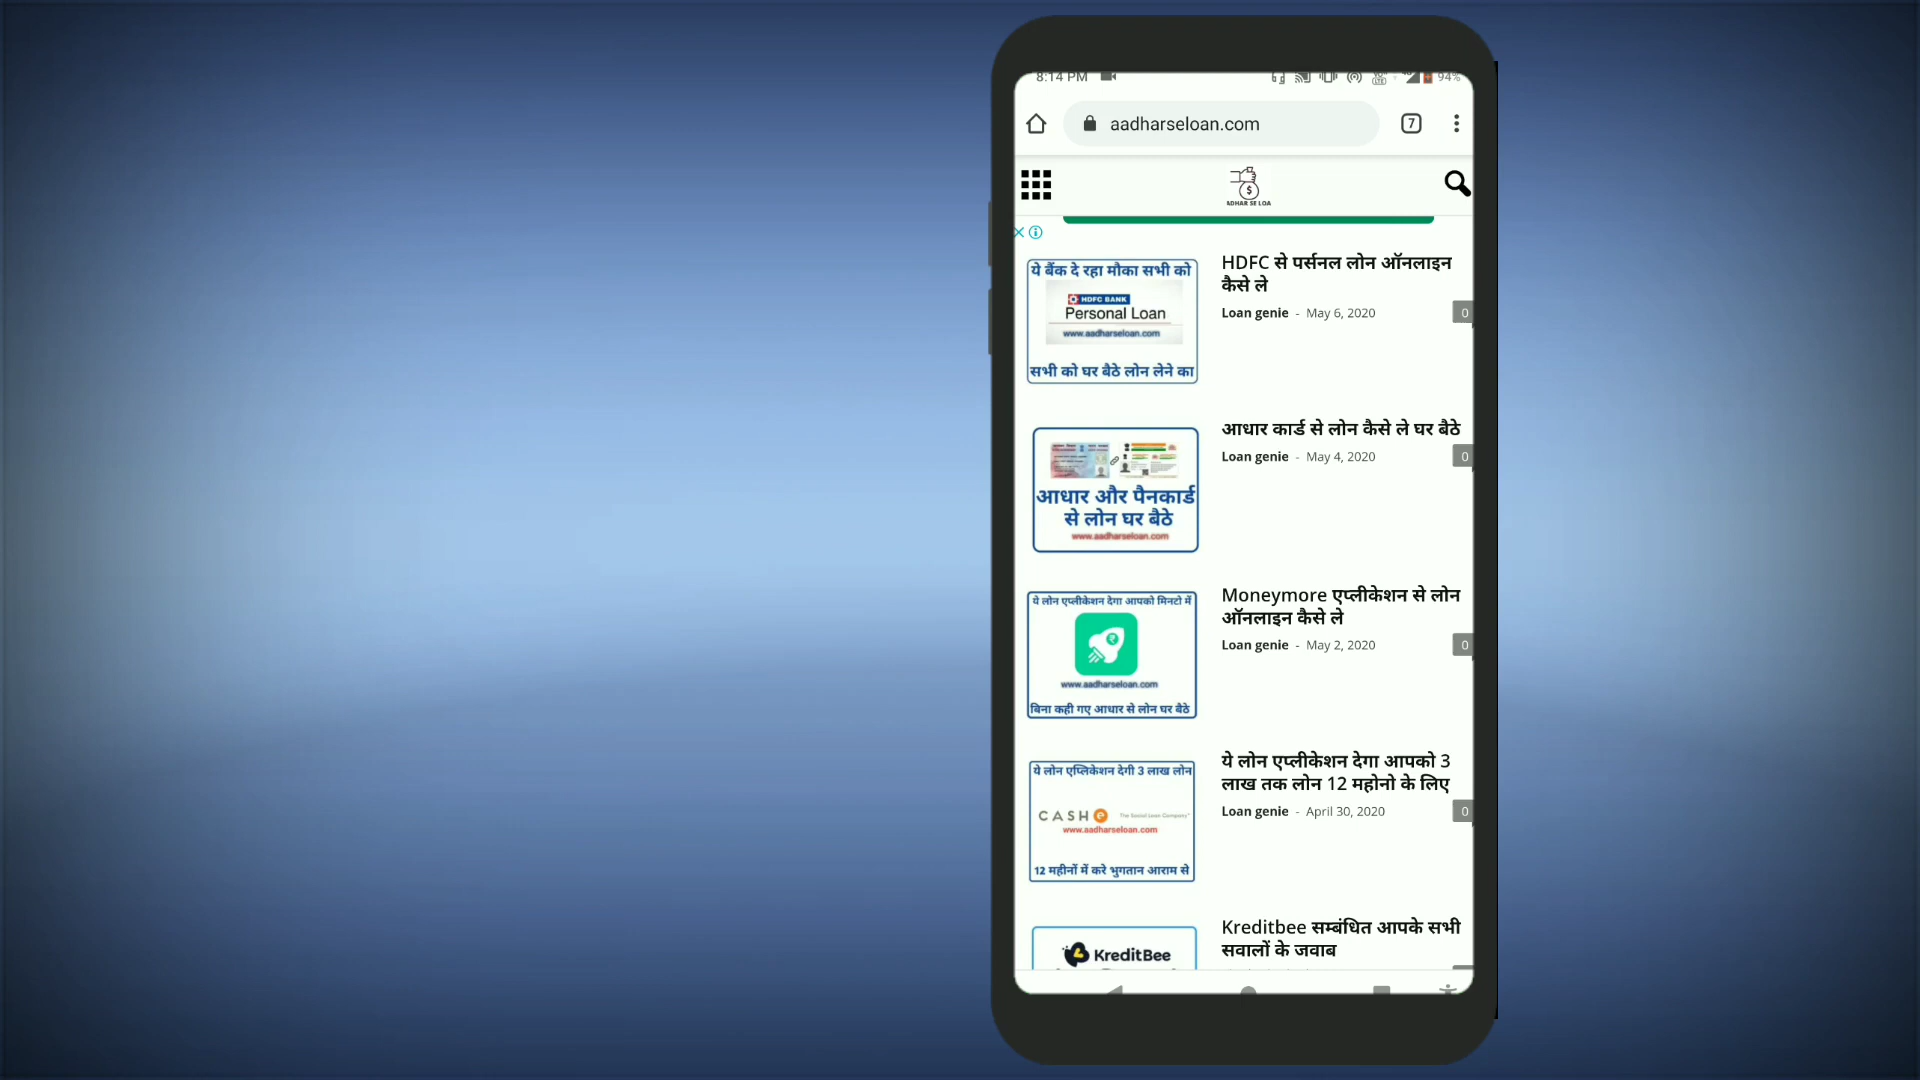 8:14 PM
94%
aadharseloan.com
7
ADHAR SE LOA
ये बैंक दे रहा मौका सभी को
HDFC BANK
Personal Loan
www.aadharseloan.com
सभी को घर बैठे लोन लेने का
HDFC से पर्सनल लोन ऑनलाइन
कैसे ले
Loan genie - May 6, 2020
0
आधार और पैनकार्ड
से लोन घर बैठे
www.aadharseloan.com
आधार कार्ड से लोन कैसे ले घर बैठे
Loan genie - May 4, 2020
0
ये लोन एप्लीकेशन देगा आपको मिनटो में
www.aadharseloan.com
बिना कही गए आधार से लोन घर बैठे
Moneymore एप्लीकेशन से लोन
ऑनलाइन कैसे ले
Loan genie - May 2, 2020
0
ये लोन एप्लिकेशन देगी 3 लाख लोन
CASHe The Social Loan Company
www.aadharseloan.com
12 महीनों में करे भुगतान आराम से
ये लोन एप्लीकेशन देगा आपको 3
लाख तक लोन 12 महोनो के लिए
Loan genie - April 30, 2020
0
KreditBee
Kreditbee सम्बंधित आपके सभी
सवालों के जवाब